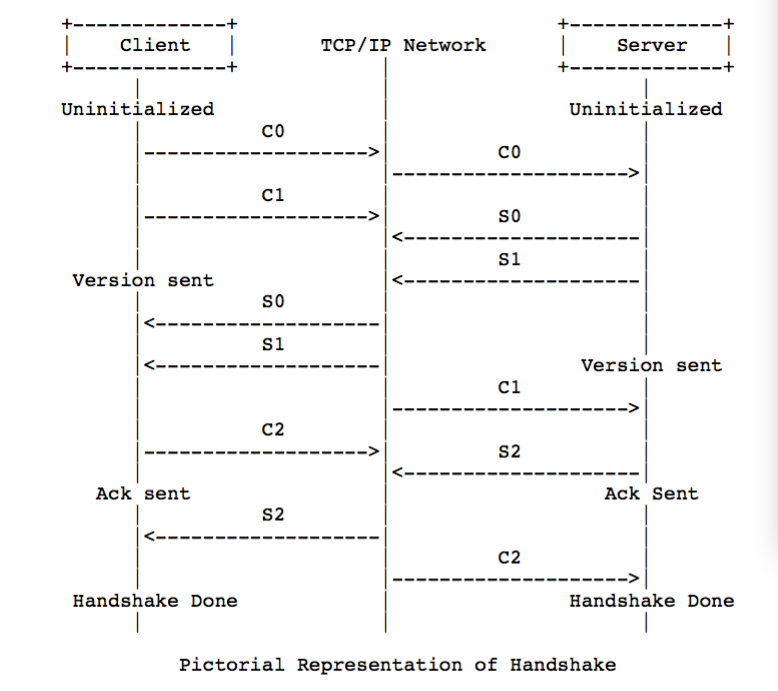 Client TCP/IP Network Server
Uninitialized Uninitialized
C0
C0
C1
S0
S1
Version sent
S0
S1
Version sent
C1
C2
S2
Ack sent Ack Sent
S2
C2
Handshake Done Handshake Done
Pictorial Representation of Handshake